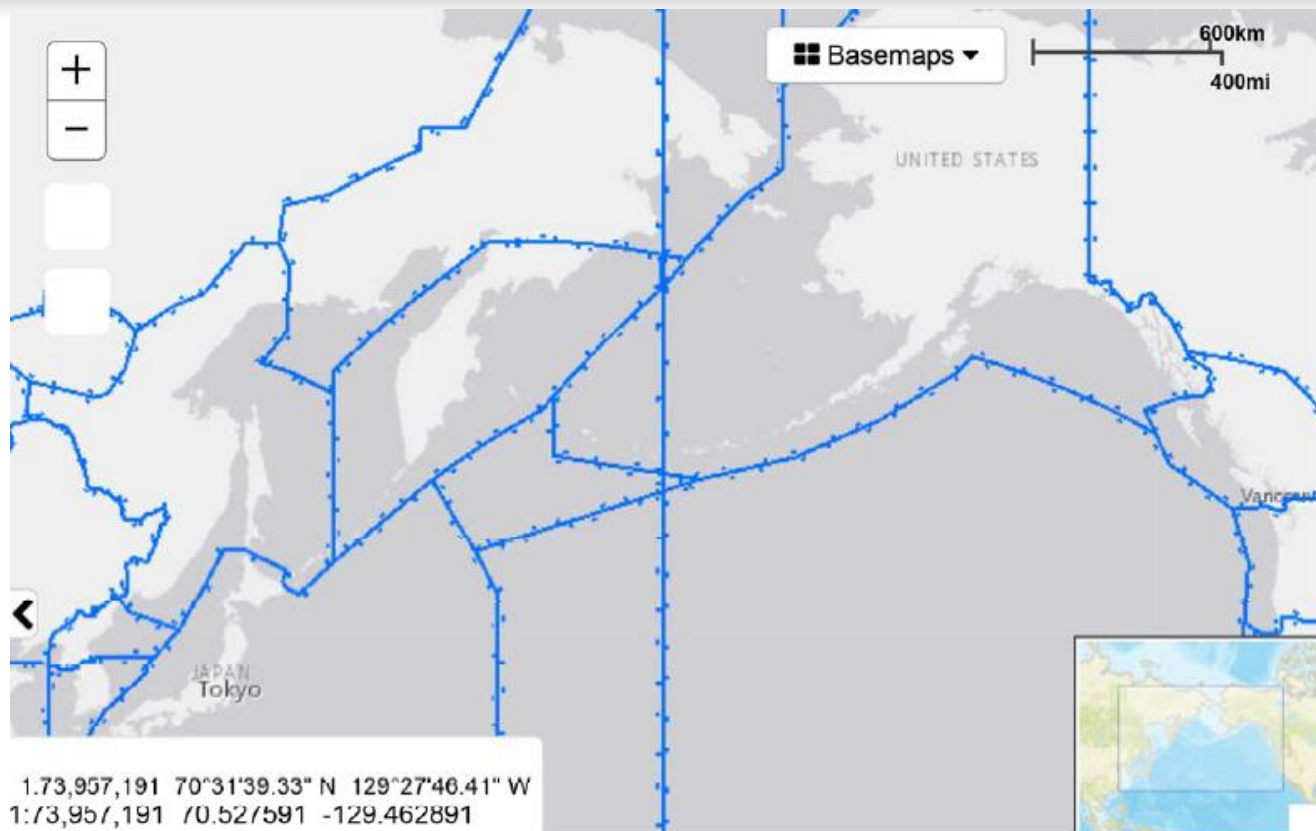 +
Basemaps
600km
400mi
−
UNITED STATES
JAPAN
Tokyo
1.73,957,191 70°31'39.33" N 129°27'46.41" W
1:73,957,191 70.527591 -129.462891